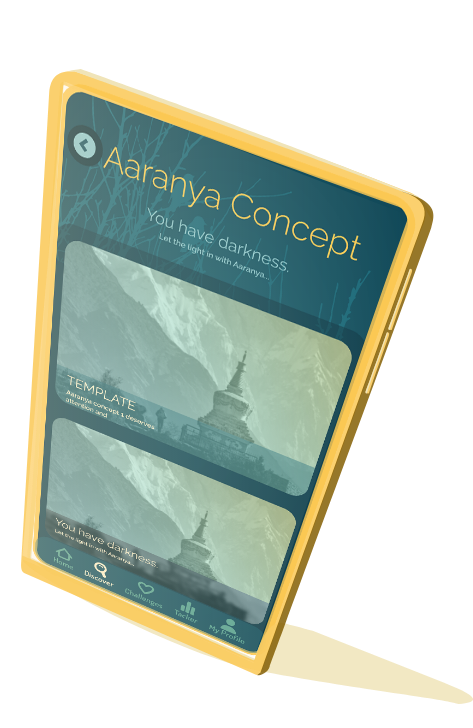 Aaranya Concept
You have darkness.
Let the light in with Aaranya...
TEMPLATE
Aaranya concept 1 deserves
attention and
You have darkness.
Let the light in with Aaranya...
Home
Discover
Challenges
Tacker
My Profile